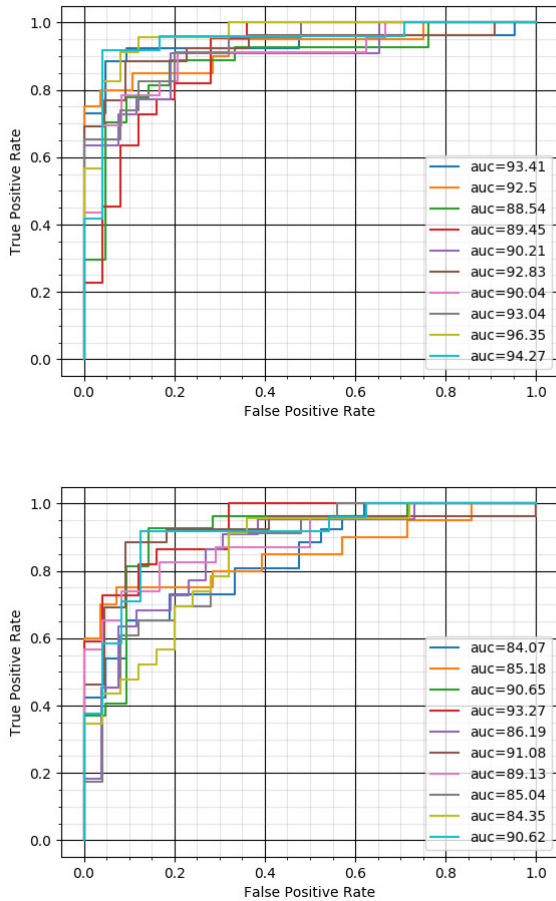 1.0
0.8
0.6
0.4
0.2
0.0
True Positive Rate
auc=93.41
auc=92.5
auc=88.54
auc=89.45
auc=90.21
auc=92.83
auc=90.04
auc=93.04
auc=96.35
auc=94.27
0.0 0.2 0.4 0.6 0.8 1.0
False Positive Rate
1.0
0.8
0.6
0.4
0.2
0.0
True Positive Rate
auc=84.07
auc=85.18
auc=90.65
auc=93.27
auc=86.19
auc=91.08
auc=89.13
auc=85.04
auc=84.35
auc=90.62
0.0 0.2 0.4 0.6 0.8 1.0
False Positive Rate